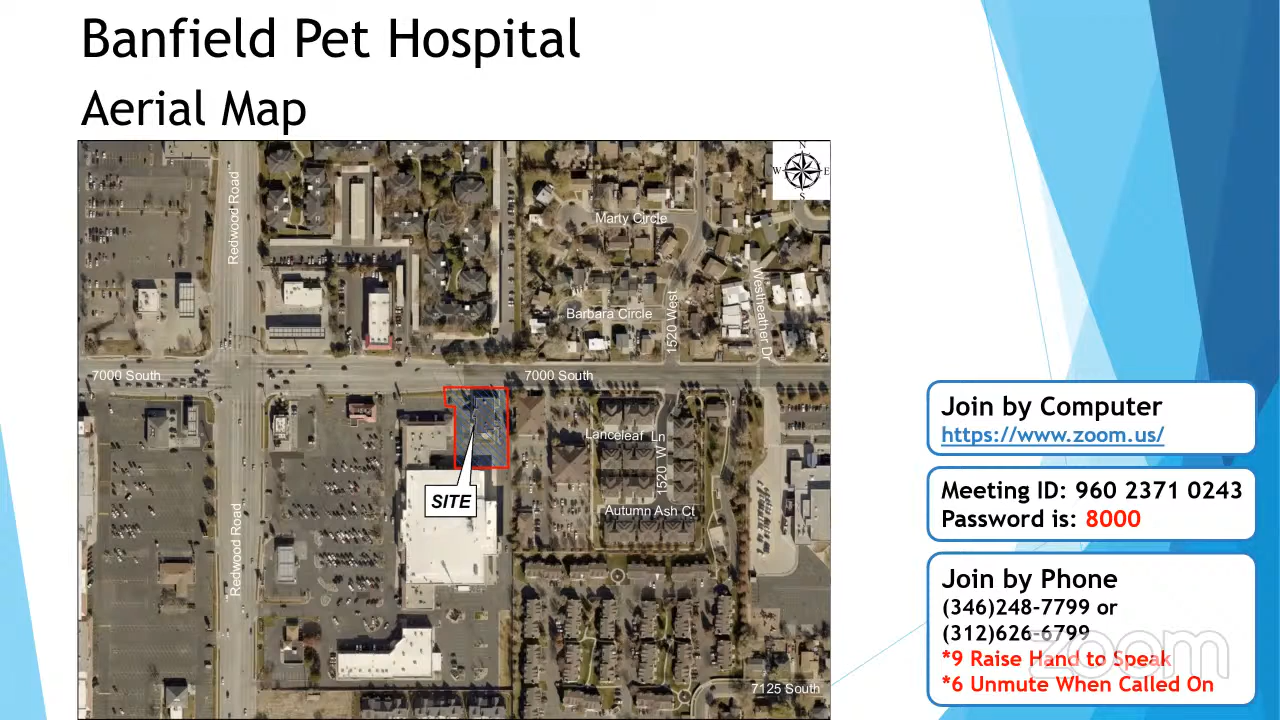 Banfield Pet Hospital
Aerial Map
N
W E
S
Redwood Road
Marty Circle
Westheather Dr
Barbara Circle
1520 West
7000 South
7000 South
Lanceleaf Ln
1520 W
SITE
Autumn Ash Ct
Redwood Road
7125 South
Join by Computer
https://www.zoom.us/
Meeting ID: 960 2371 0243
Password is: 8000
Join by Phone
(346)248-7799 or
(312)626-6799
*9 Raise Hand to Speak
*6 Unmute When Called On
zoom